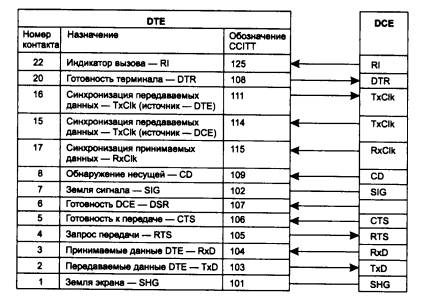 DTE
DCE
Номер контакта
Назначение
Обозначение CCITT
22 Индикатор вызова — RI 125 RI
20 Готовность терминала — DTR 108 DTR
16 Синхронизация передаваемых 111 TxClk
данных — TxClk (источник — DTE)
15 Синхронизация передаваемых 114 TxClk
данных — TxClk (источник — DCE)
17 Синхронизация принимаемых 115 RxClk
данных — RxClk
8 Обнаружение несущей — CD 109 CD
7 Земля сигнала — SIG 102 SIG
6 Готовность DCE — DSR 107
5 Готовность к передаче — CTS 106 CTS
4 Запрос передачи — RTS 105 RTS
3 Принимаемые данные DTE — RxD 104 RxD
2 Передаваемые данные DTE — TxD 103 TxD
1 Земля экрана — SHG 101 SHG